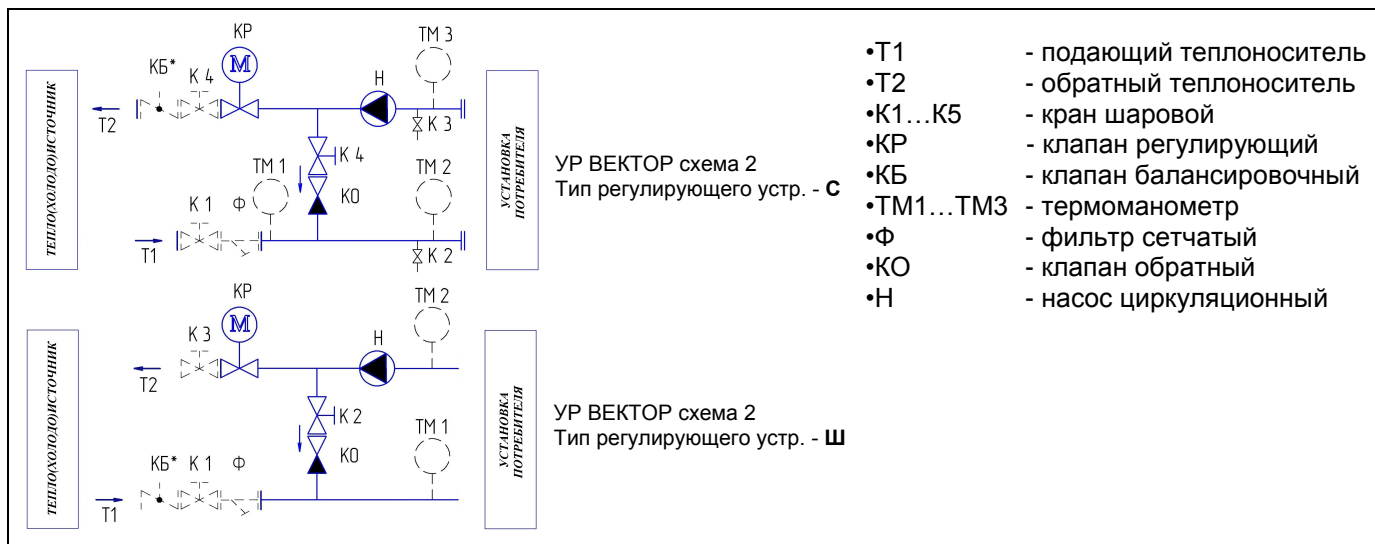 КР
ТМ 3
КБ*
К 4
М
Н
Т2
К 3
К 4
ТМ 1
ТМ 2
КО
К 1
Ф
Т1
К 2
ТЕПЛО(ХОЛОДО)ИСТОЧНИК
УСТАНОВКА
ПОТРЕБИТЕЛЯ
УР ВЕКТОР схема 2
Тип регулирующего устр. - С
КР
ТМ 2
К 3
М
Н
Т2
К 2
ТМ 1
КО
КБ*
К 1
Ф
Т1
ТЕПЛО(ХОЛОДО)ИСТОЧНИК
УСТАНОВКА
ПОТРЕБИТЕЛЯ
УР ВЕКТОР схема 2
Тип регулирующего устр. - Ш
•Т1 - подающий теплоноситель
•Т2 - обратный теплоноситель
•К1...К5 - кран шаровой
•КР - клапан регулирующий
•КБ - клапан балансировочный
•ТМ1...ТМ3 - термоманометр
•Ф - фильтр сетчатый
•КО - клапан обратный
•Н - насос циркуляционный